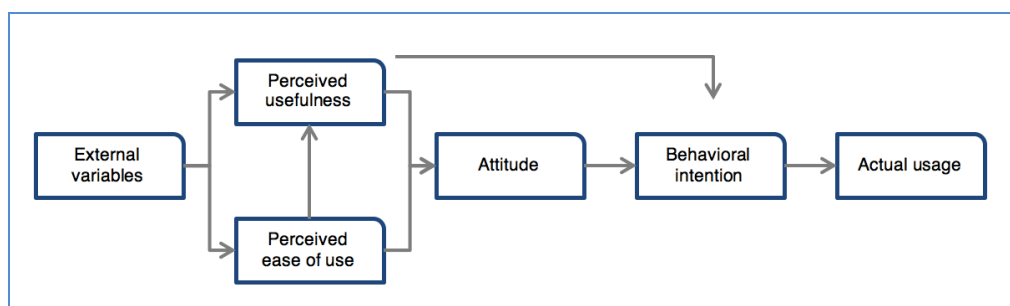 External
variables
Perceived
usefulness
Perceived
ease of use
Attitude
Behavioral
intention
Actual usage